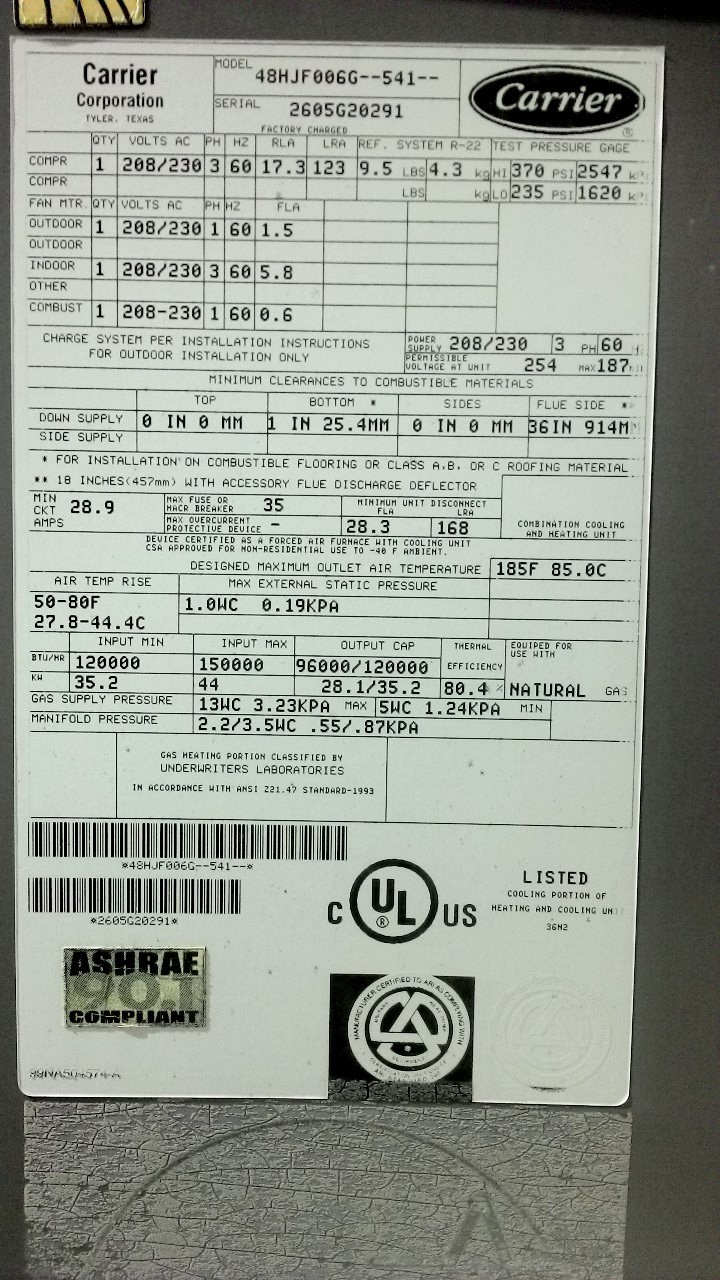 Carrier
Corporation
TYLER, TEXAS
MODEL 48HJF006G--541--
SERIAL 2605G20291
Carrier
®
FACTORY CHARGED
QTY VOLTS AC PH HZ RLA LRA REF. SYSTEM R-22 TEST PRESSURE GAGE
COMPR 1 208/230 3 60 17.3 123 9.5 LBS 4.3 kg HI 370 PSI 2547
COMPR LBS kg LO 235 PSI 1620
FAN MTR. QTY VOLTS AC PH HZ FLA
OUTDOOR 1 208/230 1 60 1.5
OUTDOOR
INDOOR 1 208/230 3 60 5.8
OTHER
COMBUST 1 208-230 1 60 0.6
CHARGE SYSTEM PER INSTALLATION INSTRUCTIONS
FOR OUTDOOR INSTALLATION ONLY
POWER SUPPLY 208/230 3 PH 60
PERMISSIBLE VOLTAGE AT UNIT 254 MAX 187
MINIMUM CLEARANCES TO COMBUSTIBLE MATERIALS
TOP BOTTOM * SIDES FLUE SIDE **
DOWN SUPPLY 0 IN 0 MM 1 IN 25.4MM 0 IN 0 MM 36IN 914M
SIDE SUPPLY
* FOR INSTALLATION ON COMBUSTIBLE FLOORING OR CLASS A.B. OR C ROOFING MATERIAL
** 18 INCHES(457mm) WITH ACCESSORY FLUE DISCHARGE DEFLECTOR
MIN CKT AMPS 28.9
MAX FUSE OR HACR BREAKER 35
MAX OVERCURRENT PROTECTIVE DEVICE -
MINIMUM UNIT DISCONNECT
FLA LRA
28.3 168
COMBINATION COOLING
AND HEATING UNIT
DEVICE CERTIFIED AS A FORCED AIR FURNACE WITH COOLING UNIT
CSA APPROVED FOR NON-RESIDENTIAL USE TO -40 F AMBIENT.
DESIGNED MAXIMUM OUTLET AIR TEMPERATURE 185F 85.0C
AIR TEMP RISE MAX EXTERNAL STATIC PRESSURE
50-80F 1.0WC 0.19KPA
27.8-44.4C
INPUT MIN INPUT MAX OUTPUT CAP THERMAL EFFICIENCY EQUIPED FOR USE WITH
BTU/HR 120000 150000 96000/120000
KW 35.2 44 28.1/35.2 80.4 % NATURAL GAS
GAS SUPPLY PRESSURE 13WC 3.23KPA MAX 5WC 1.24KPA MIN
MANIFOLD PRESSURE 2.2/3.5WC .55/.87KPA
GAS HEATING PORTION CLASSIFIED BY
UNDERWRITERS LABORATORIES
IN ACCORDANCE WITH ANSI Z21.47 STANDARD-1993
*48HJF006G--541--*
*2605G20291*
C UL ® US
LISTED
COOLING PORTION OF
HEATING AND COOLING UNIT
36H2
ASHRAE
90.1
COMPLIANT
MANUFACTURER CERTIFIED TO ARI AS COMPLYING WITH